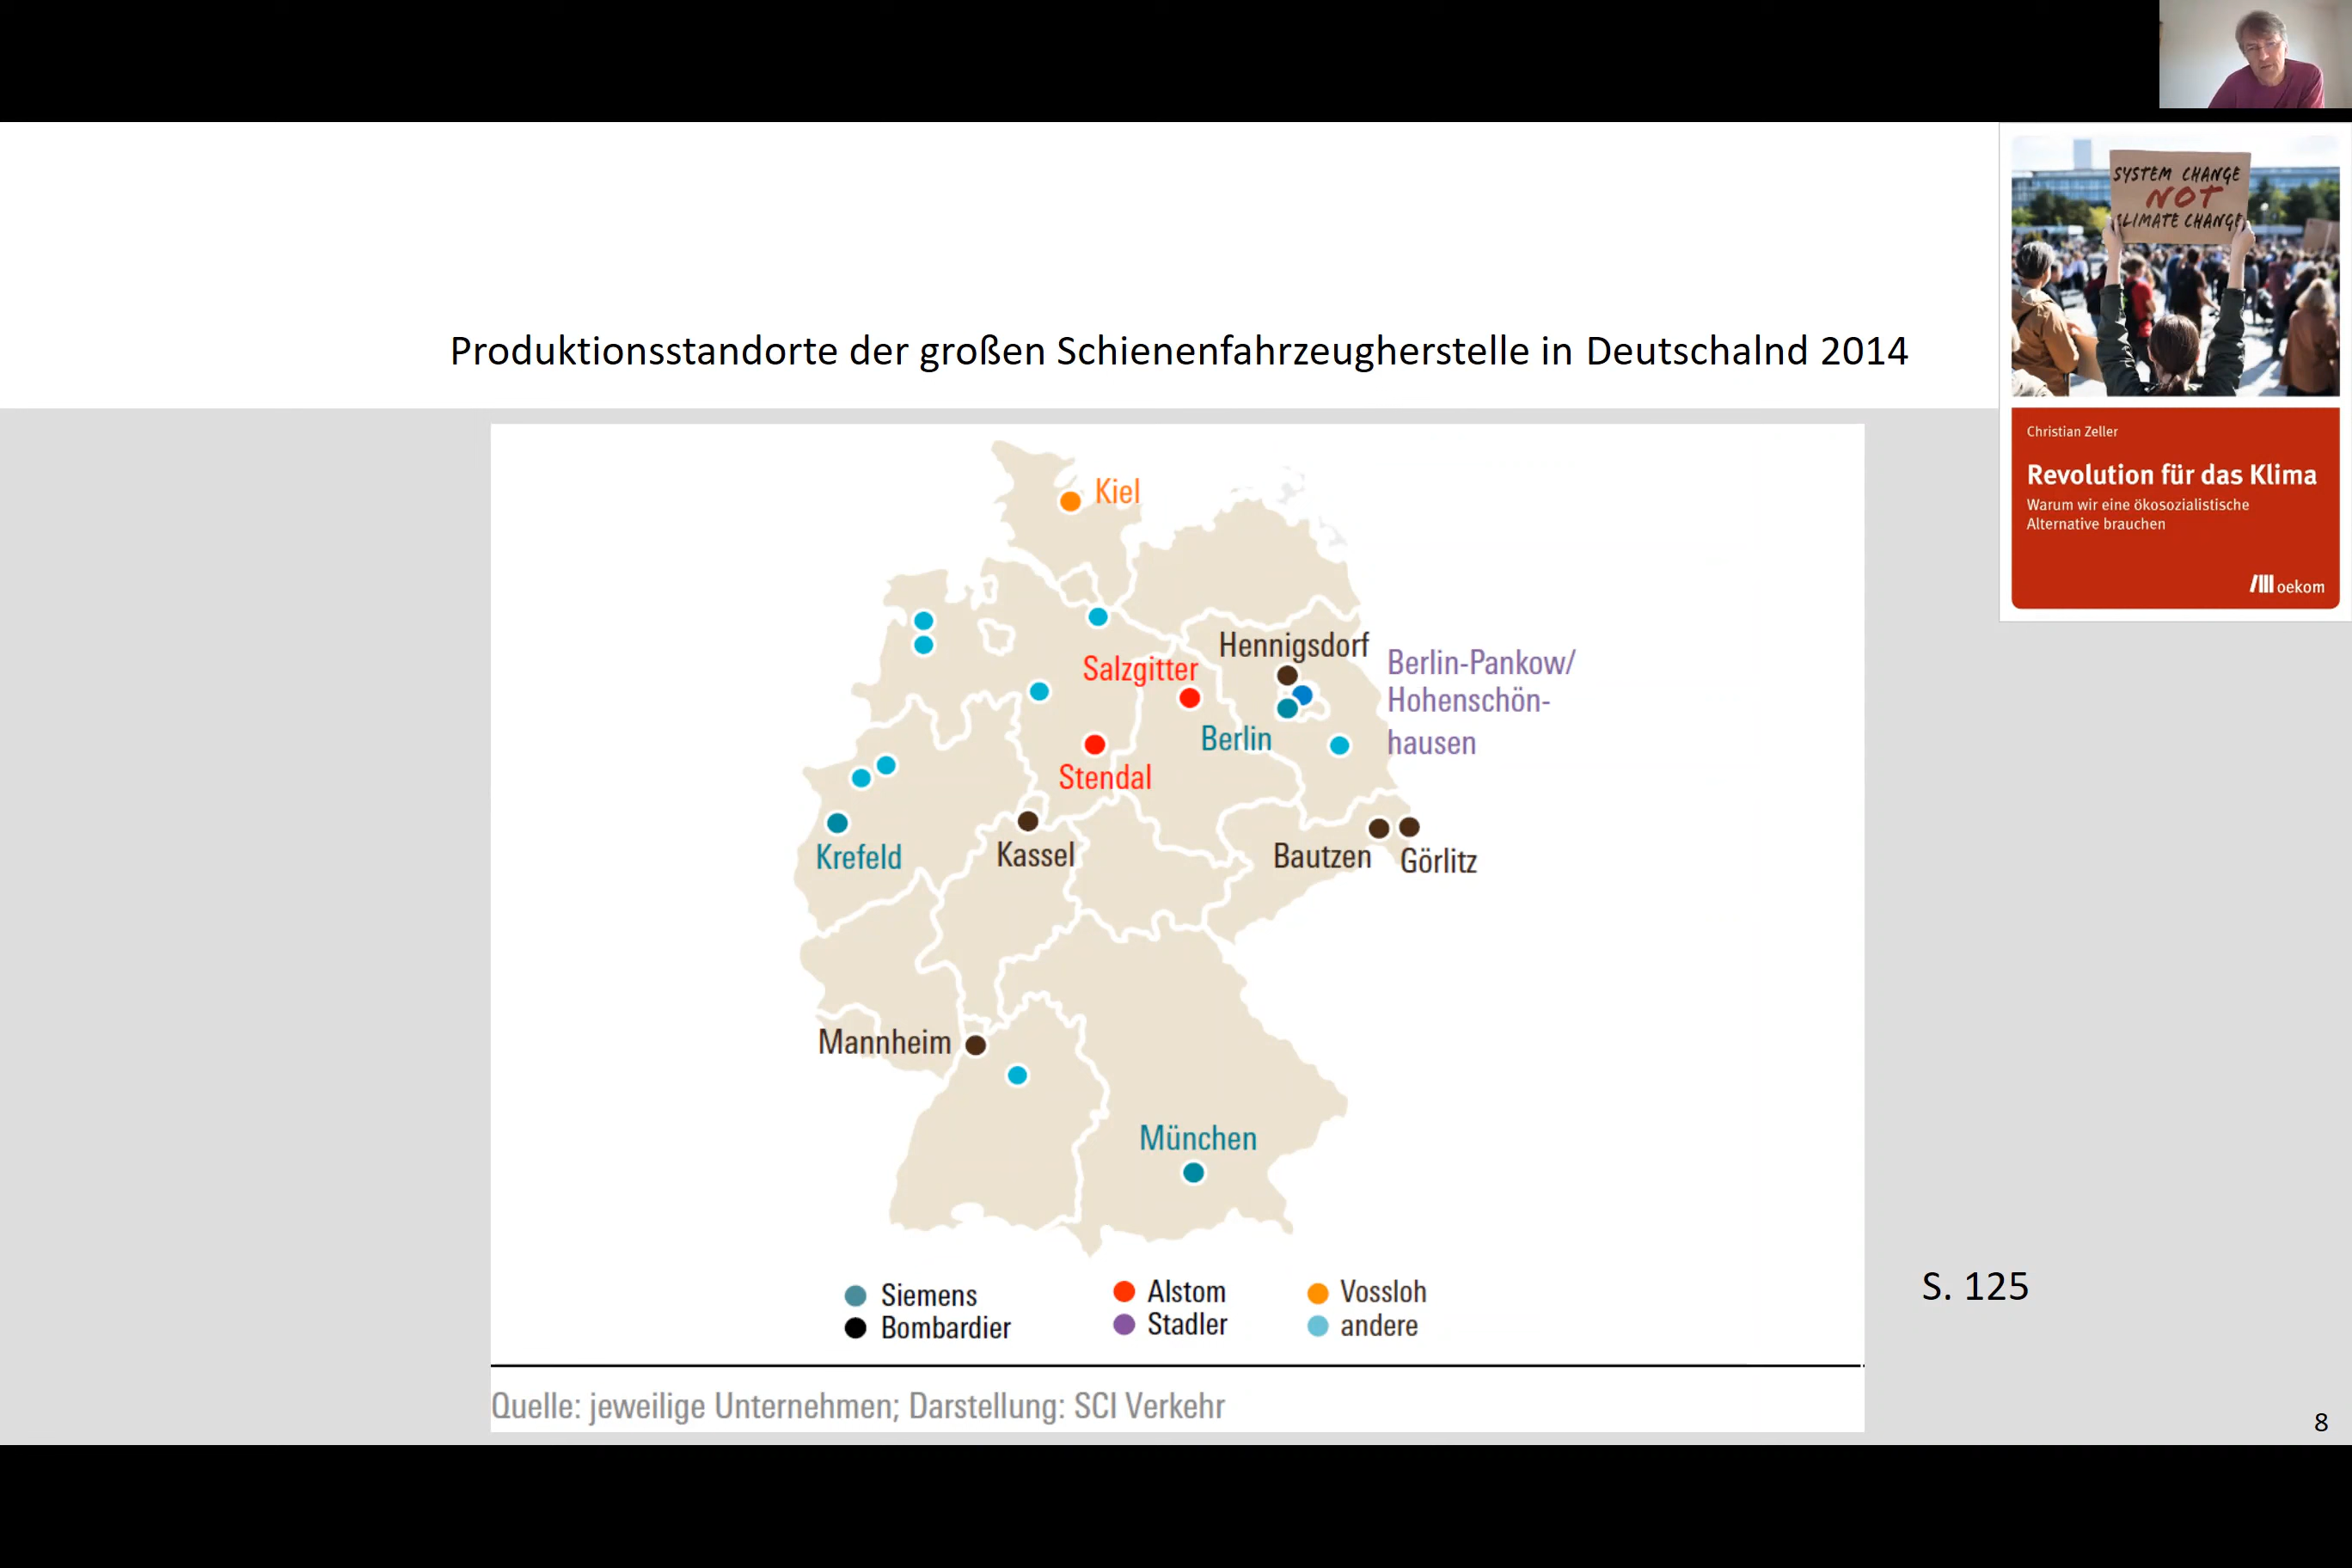 Produktionsstandorte der großen Schienenfahrzeugherstelle in Deutschalnd 2014
SYSTEM CHANGE
NOT
CLIMATE CHANGE
Christian Zeller
Revolution für das Klima
Warum wir eine ökosozialistische
Alternative brauchen
oekom
Kiel
Hennigsdorf
Salzgitter
Berlin-Pankow/
Hohenschön-
hausen
Berlin
Stendal
Krefeld
Kassel
Bautzen
Görlitz
Mannheim
München
Siemens
Bombardier
Alstom
Stadler
Vossloh
andere
S. 125
Quelle: jeweilige Unternehmen; Darstellung: SCI Verkehr
8